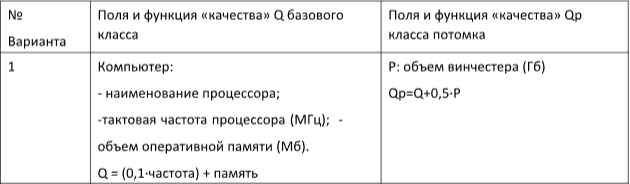 №
Варианта
Поля и функция «качества» Q базового
класса
Поля и функция «качества» Qp
класса потомка
1
Компьютер:
- наименование процессора;
-тактовая частота процессора (МГц);  -
объем оперативной памяти (Мб).
Q = (0,1·частота) + память
P: объем винчестера (Гб)
Qp=Q+0,5·P